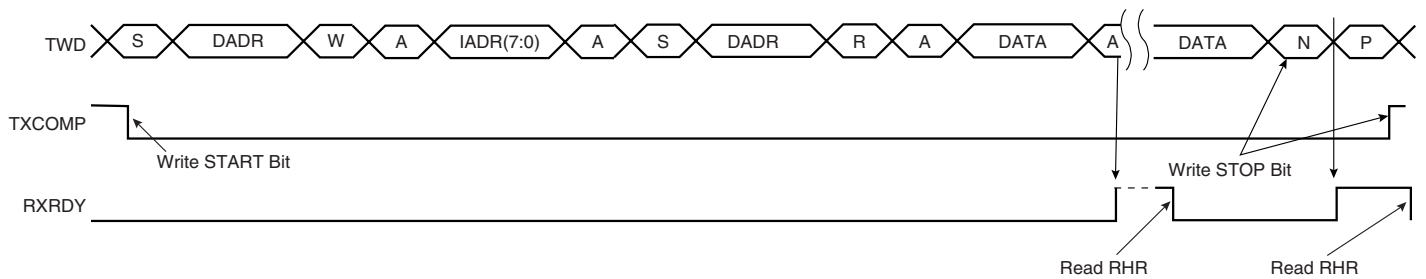 TWD S DADR W A IADR(7:0) A S DADR R A DATA A DATA N P
TXCOMP
Write START Bit
Write STOP Bit
RXRDY
Read RHR Read RHR